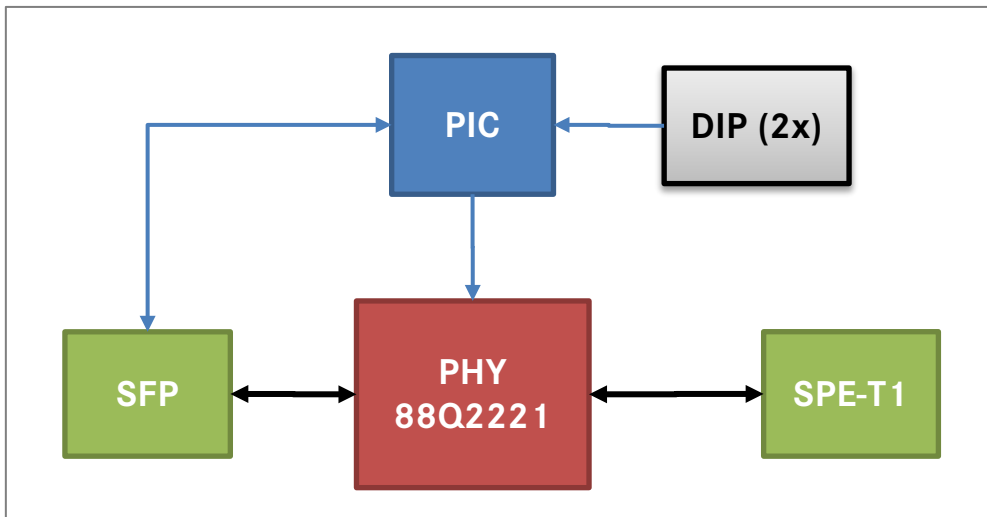 PIC
DIP (2x)
SFP
PHY
88Q2221
SPE-T1